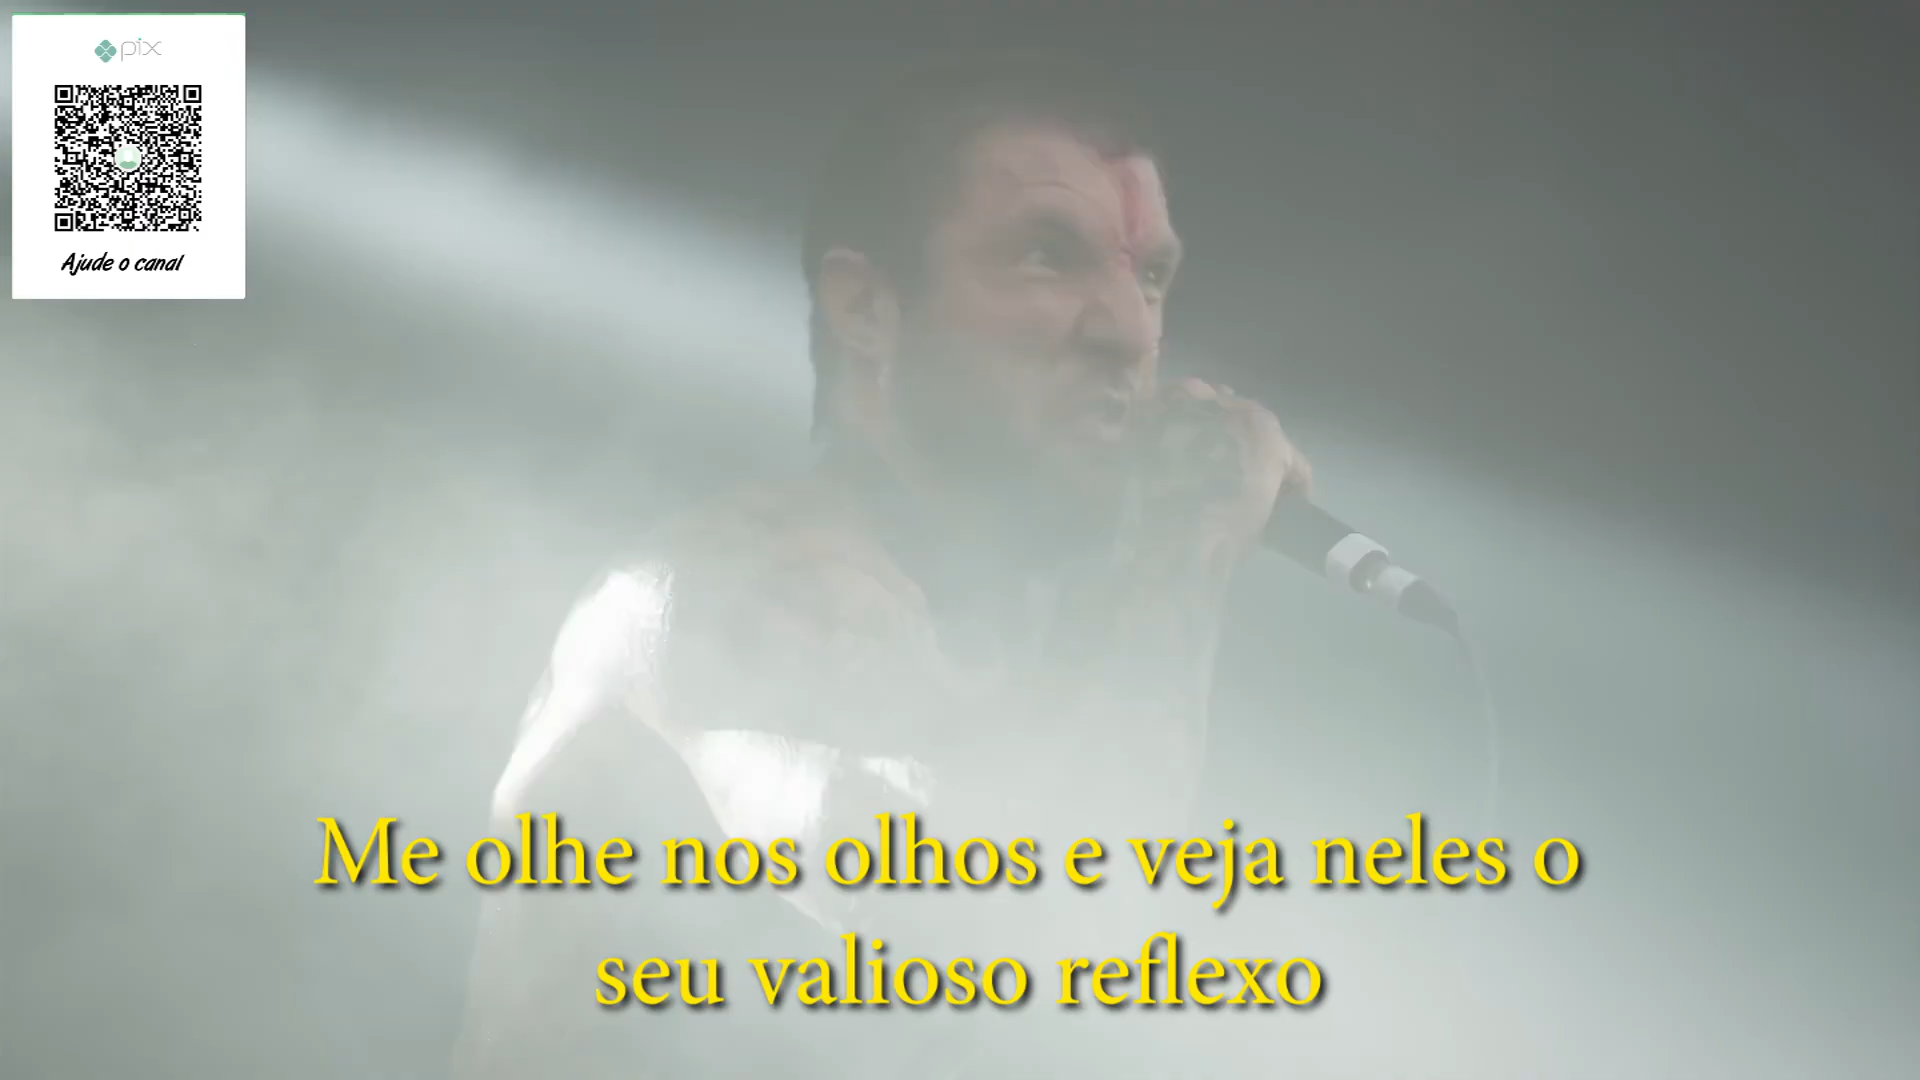 pix
Ajude o canal
Me olhe nos olhos e veja neles o
seu valioso reflexo